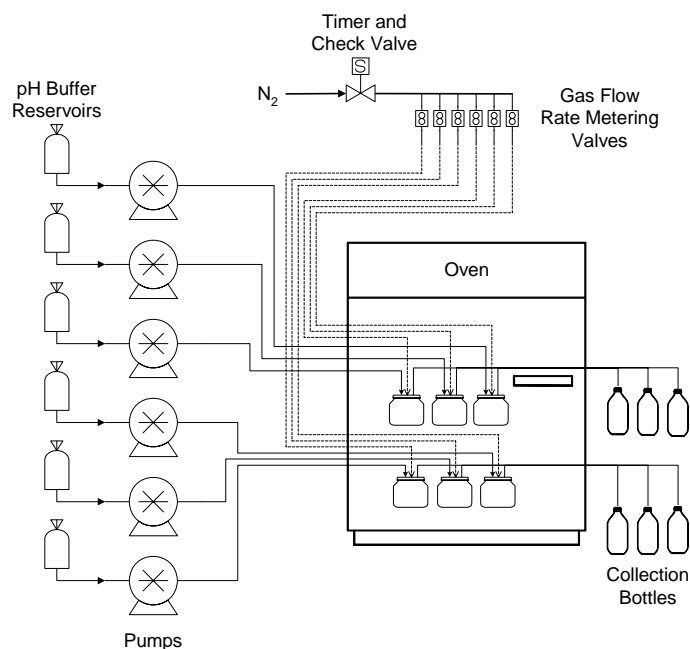 Timer and
Check Valve
S
N₂
pH Buffer
Reservoirs
Gas Flow
Rate Metering
Valves
8 8 8 8 8 8
Oven
Collection
Bottles
Pumps